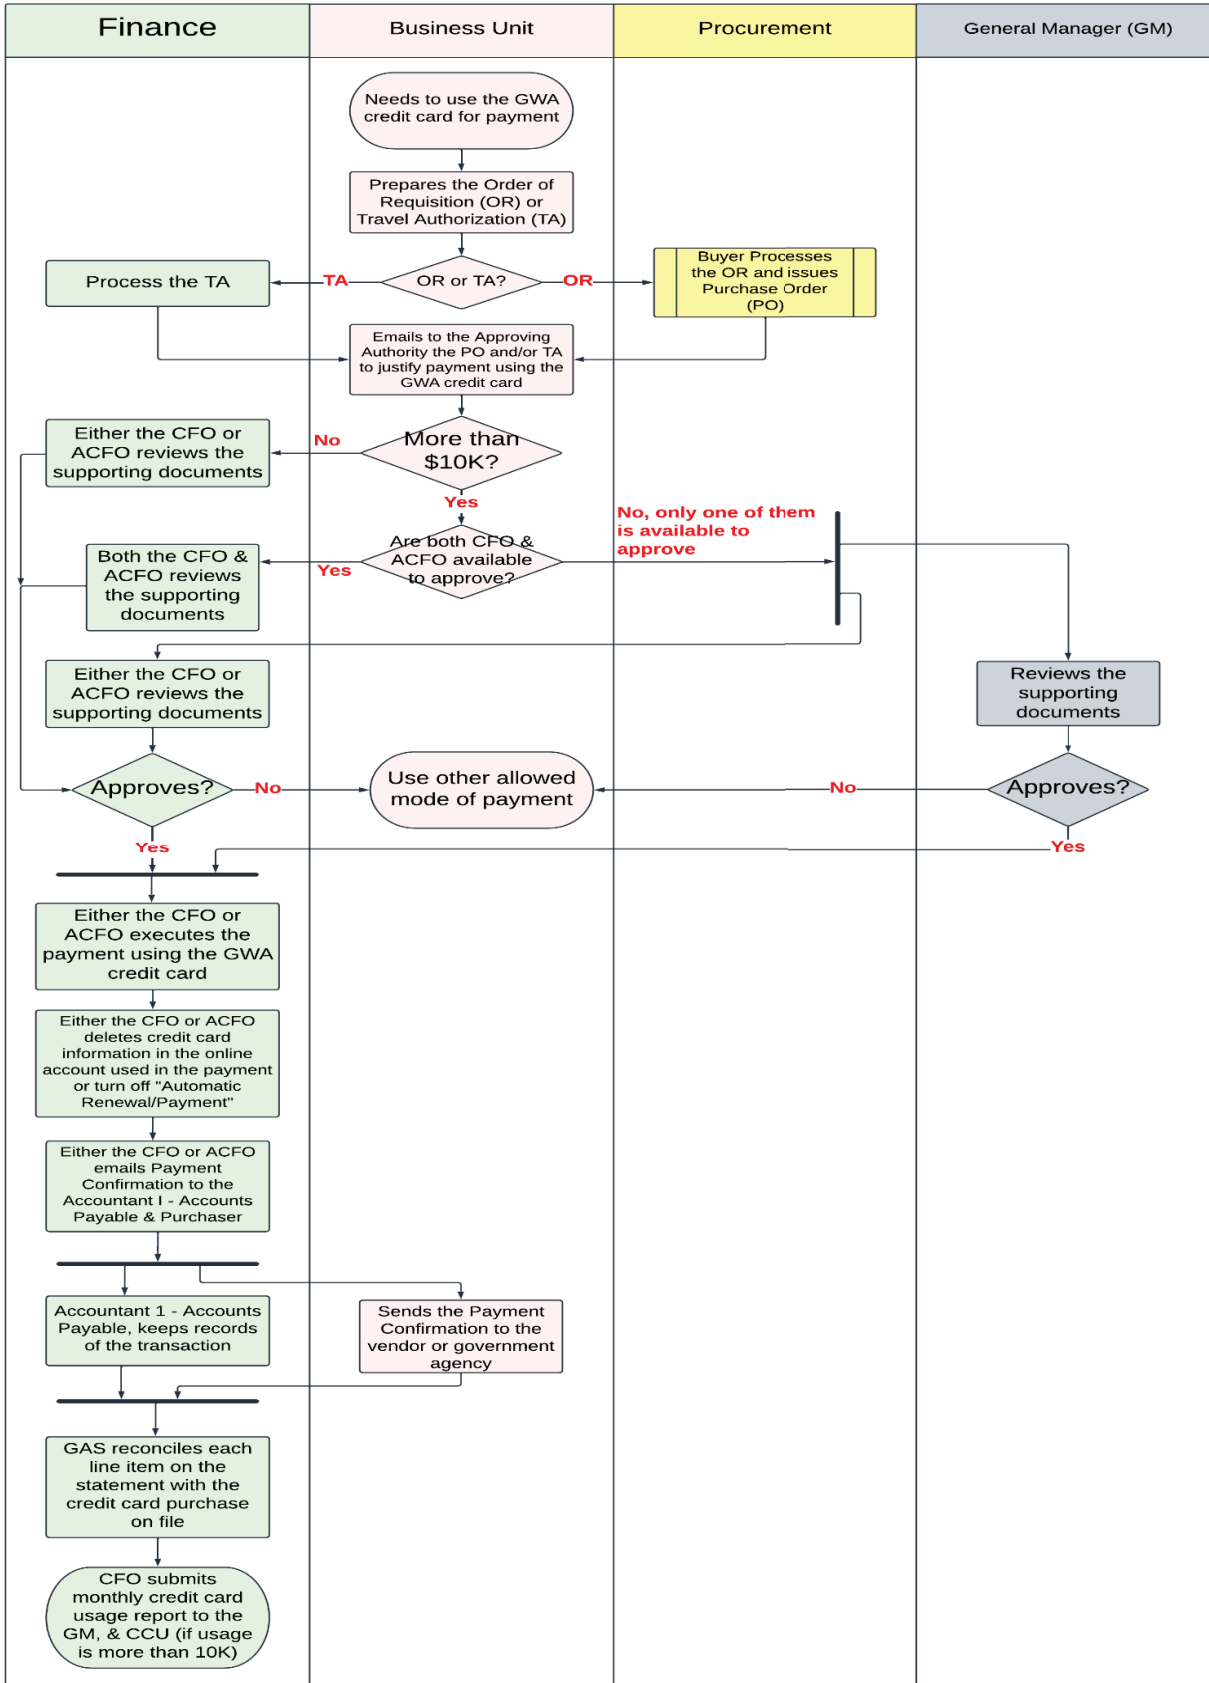 Finance
Business Unit
Procurement
General Manager (GM)
Needs to use the GWA
credit card for payment
Prepares the Order of
Requisition (OR) or
Travel Authorization (TA)
Process the TA
TA
OR or TA?
OR
Buyer Processes
the OR and issues
Purchase Order
(PO)
Emails to the Approving
Authority the PO and/or TA
to justify payment using the
GWA credit card
Either the CFO or
ACFO reviews the
supporting documents
No
More than
$10K?
Yes
No, only one of them
is available to
approve
Both the CFO &
ACFO reviews
the supporting
documents
Yes
Are both CFO &
ACFO available
to approve?
Either the CFO or
ACFO reviews the
supporting documents
Reviews the
supporting
documents
Approves?
No
Use other allowed
mode of payment
No
Approves?
Yes
Yes
Either the CFO or
ACFO executes the
payment using the GWA
credit card
Either the CFO or ACFO
deletes credit card
information in the online
account used in the payment
or turn off "Automatic
Renewal/Payment"
Either the CFO or ACFO
emails Payment
Confirmation to the
Accountant I - Accounts
Payable & Purchaser
Accountant 1 - Accounts
Payable, keeps records
of the transaction
Sends the Payment
Confirmation to the
vendor or government
agency
GAS reconciles each
line item on the
statement with the
credit card purchase
on file
CFO submits
monthly credit card
usage report to the
GM, & CCU (if usage
is more than 10K)